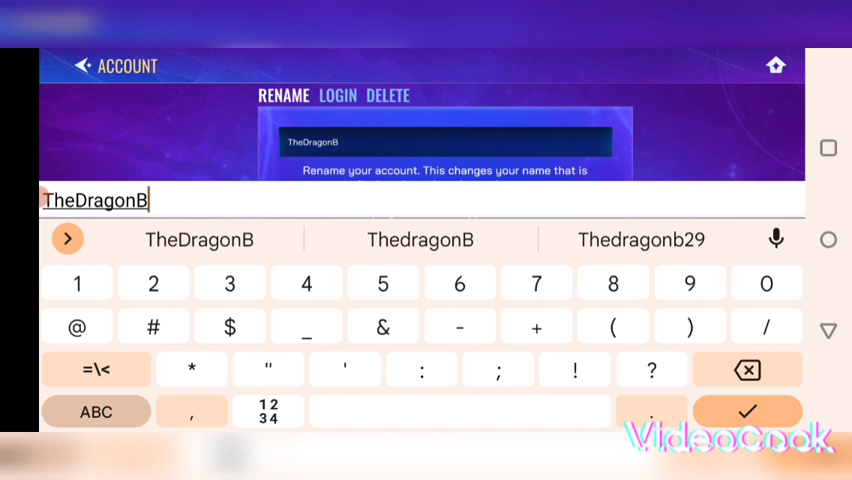 ACCOUNT
RENAME LOGIN DELETE
TheDragonB
Rename your account. This changes your name that is
TheDragonB
TheDragonB ThedragonB Thedragonb29
1 2 3 4 5 6 7 8 9 0
@ # $ _ & - + ( ) /
=\< * " ' : ; ! ?
ABC , 12 34 .
VideoCook